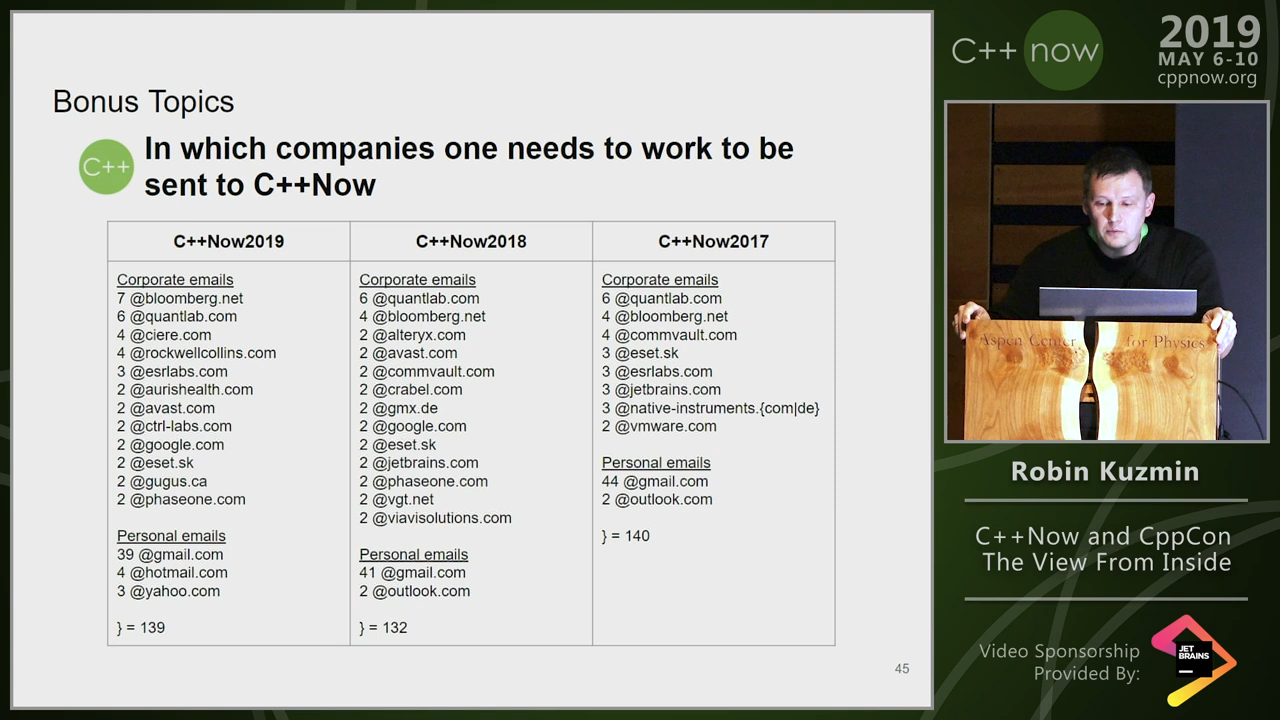 Bonus Topics
C++
In which companies one needs to work to be
sent to C++Now
C++Now2019
Corporate emails
7 @bloomberg.net
6 @quantlab.com
4 @ciere.com
4 @rockwellcollins.com
3 @esrlabs.com
2 @aurishealth.com
2 @avast.com
2 @ctrl-labs.com
2 @google.com
2 @eset.sk
2 @gugus.ca
2 @phaseone.com
Personal emails
39 @gmail.com
4 @hotmail.com
3 @yahoo.com
} = 139
C++Now2018
Corporate emails
6 @quantlab.com
4 @bloomberg.net
2 @alteryx.com
2 @avast.com
2 @commvault.com
2 @crabel.com
2 @gmx.de
2 @google.com
2 @eset.sk
2 @jetbrains.com
2 @phaseone.com
2 @vgt.net
2 @viavisolutions.com
Personal emails
41 @gmail.com
2 @outlook.com
} = 132
C++Now2017
Corporate emails
6 @quantlab.com
4 @bloomberg.net
4 @commvault.com
3 @eset.sk
3 @esrlabs.com
3 @jetbrains.com
3 @native-instruments.{com|de}
2 @vmware.com
Personal emails
44 @gmail.com
2 @outlook.com
} = 140
45
C++ now
2019
MAY 6-10
cppnow.org
Aspen Center for Physics
Robin Kuzmin
C++Now and CppCon
The View From Inside
Video Sponsorship
Provided By:
JET
BRAINS